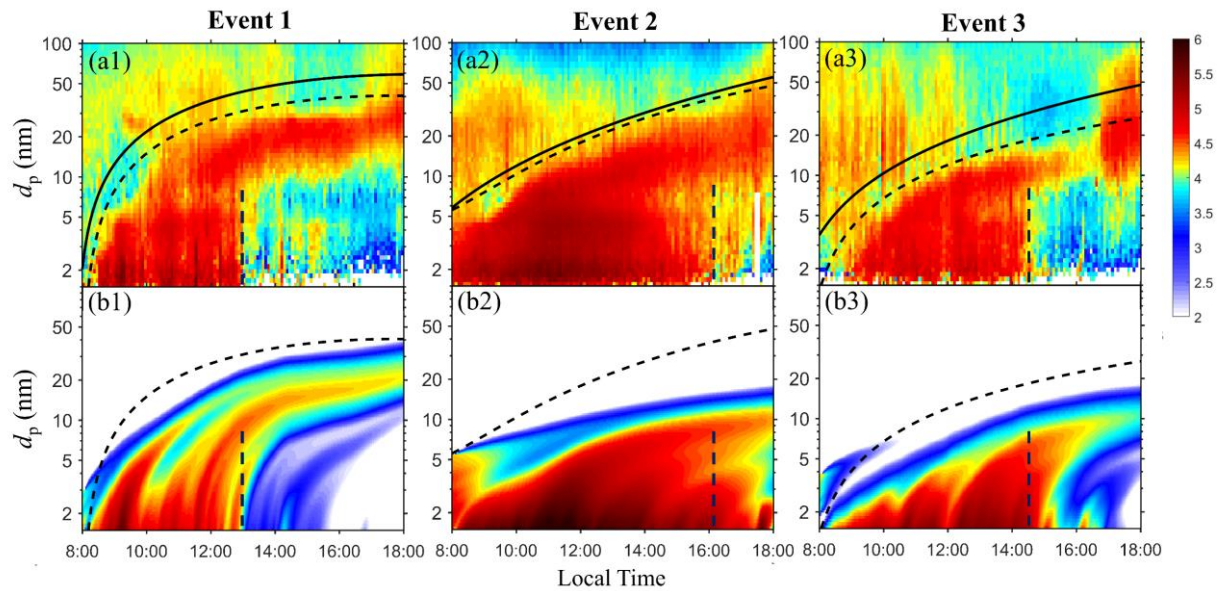 Event 1 Event 2 Event 3
100 100 100 6
(a1) (a2) (a3)
50 50 50 5.5
5
20 20 20 4.5
dp (nm) 10 10 10 4
3.5
5 5 5 3
2.5
2 2 2 2
(b1) (b2) (b3)
50 50 50
20 20 20
dp (nm) 10 10 10
5 5 5
2 2 2
8:00 10:00 12:00 14:00 16:00 18:00 8:00 10:00 12:00 14:00 16:00 18:00 8:00 10:00 12:00 14:00 16:00 18:00
Local Time